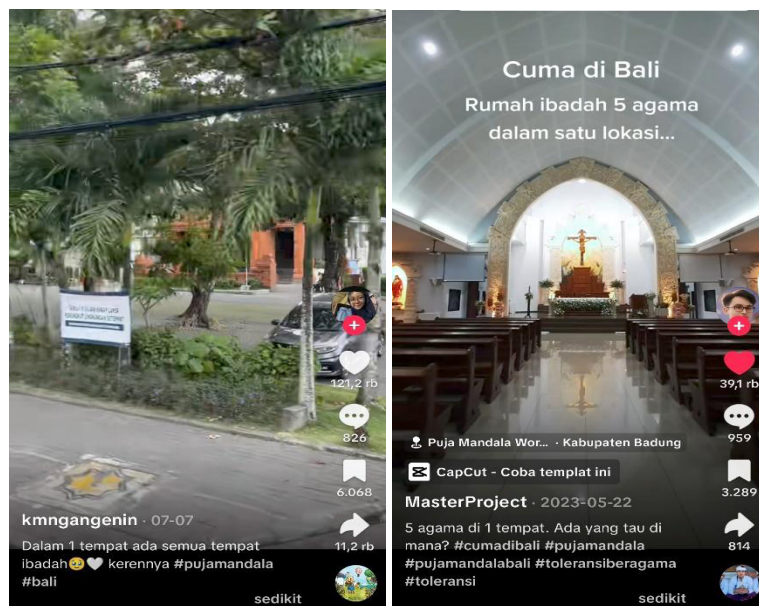 121,2 rb
826
6.068
kmngangenin · 07-07
Dalam 1 tempat ada semua tempat
ibadah🥹🤍 kerennya #pujamandala
#bali
11,2 rb
sedikit
Cuma di Bali
Rumah ibadah 5 agama
dalam satu lokasi...
39,1 rb
959
Puja Mandala Wor... · Kabupaten Badung
CapCut - Coba templat ini
3.289
MasterProject · 2023-05-22
5 agama di 1 tempat. Ada yang tau di
mana? #cumadibali #pujamandala
#pujamandalabali #toleransiberagama
#toleransi
814
sedikit